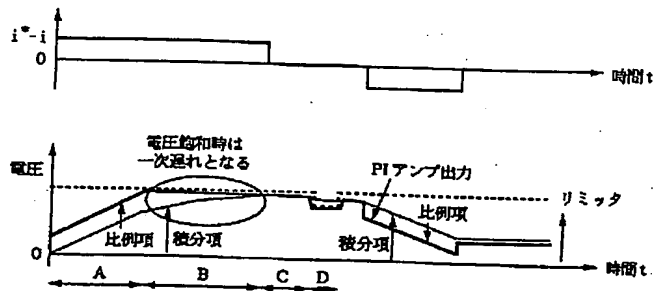 i*-i
0
時間t
電圧飽和時は
一次遅れとなる
電圧
PIアンプ出力
リミッタ
比例項
比例項
積分項
積分項
0
時間t
A
B
C
D